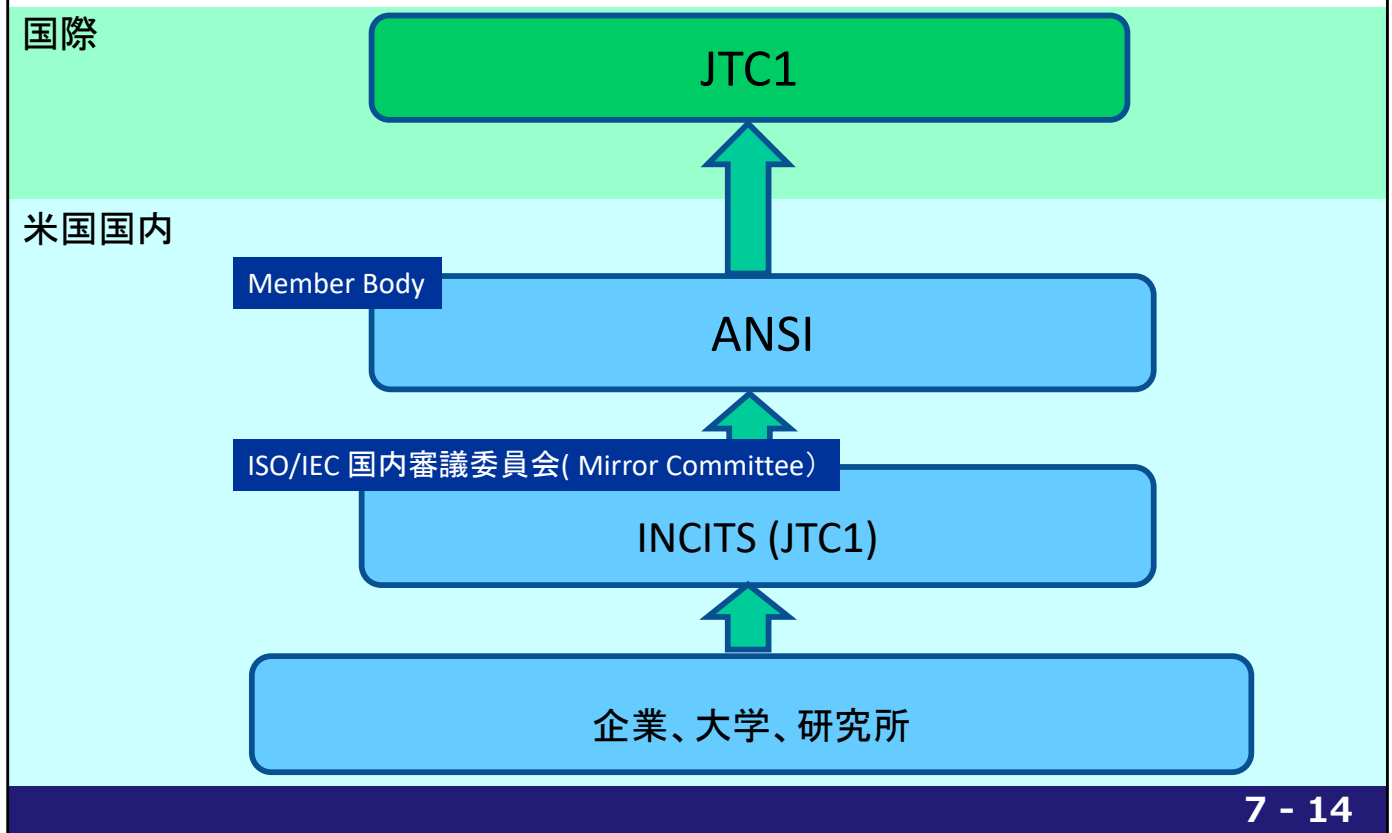 国際
JTC1
米国国内
Member Body
ANSI
ISO/IEC 国内審議委員会( Mirror Committee）
INCITS (JTC1)
企業、大学、研究所
7 - 14